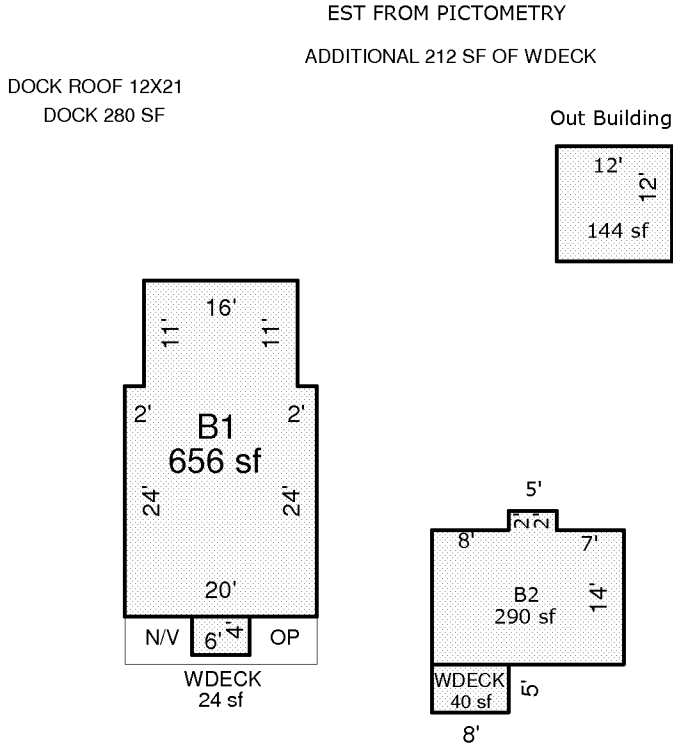 EST FROM PICTOMETRY
ADDITIONAL 212 SF OF WDECK
DOCK ROOF 12X21
DOCK 280 SF
Out Building
12'
12'
144 sf
16'
11'
11'
2'
2'
B1
656 sf
24'
24'
20'
N/V
6'
4'
OP
WDECK
24 sf
5'
2'
2'
8'
7'
B2
290 sf
14'
WDECK
40 sf
5'
8'